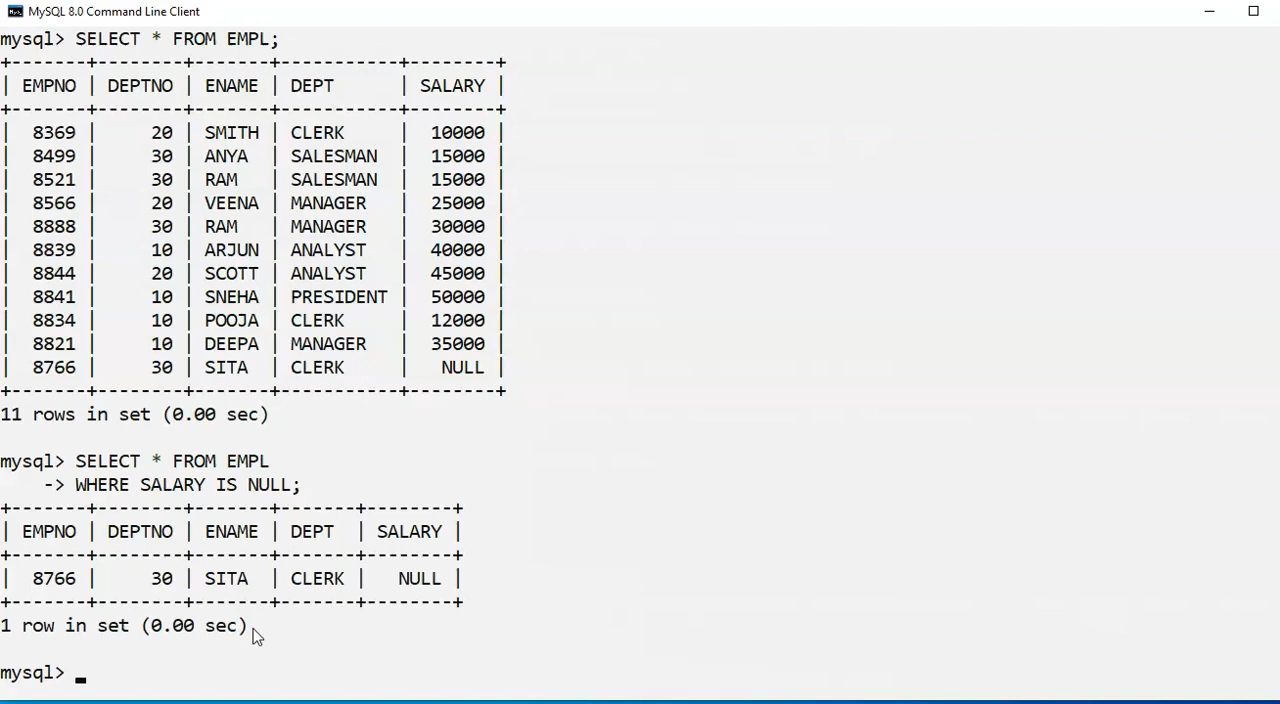 MySQL 8.0 Command Line Client
mysql> SELECT * FROM EMPL;
+-------+--------+-------+-----------+--------+
| EMPNO | DEPTNO | ENAME | DEPT      | SALARY |
+-------+--------+-------+-----------+--------+
|  8369 |     20 | SMITH | CLERK     |  10000 |
|  8499 |     30 | ANYA  | SALESMAN  |  15000 |
|  8521 |     30 | RAM   | SALESMAN  |  15000 |
|  8566 |     20 | VEENA | MANAGER   |  25000 |
|  8888 |     30 | RAM   | MANAGER   |  30000 |
|  8839 |     10 | ARJUN | ANALYST   |  40000 |
|  8844 |     20 | SCOTT | ANALYST   |  45000 |
|  8841 |     10 | SNEHA | PRESIDENT |  50000 |
|  8834 |     10 | POOJA | CLERK     |  12000 |
|  8821 |     10 | DEEPA | MANAGER   |  35000 |
|  8766 |     30 | SITA  | CLERK     |   NULL |
+-------+--------+-------+-----------+--------+
11 rows in set (0.00 sec)
mysql> SELECT * FROM EMPL
    -> WHERE SALARY IS NULL;
+-------+--------+-------+-------+--------+
| EMPNO | DEPTNO | ENAME | DEPT  | SALARY |
+-------+--------+-------+-------+--------+
|  8766 |     30 | SITA  | CLERK |   NULL |
+-------+--------+-------+-------+--------+
1 row in set (0.00 sec)
mysql> _